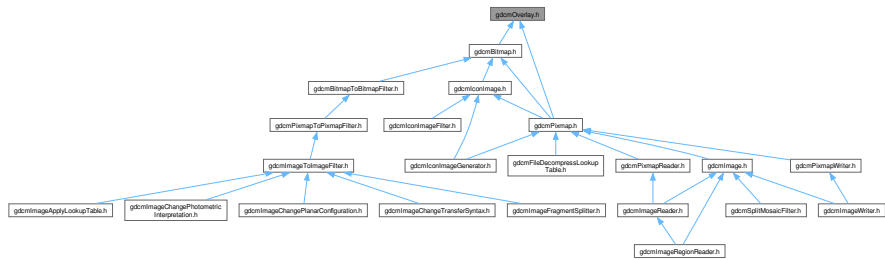 gdcmOverlay.h
gdcmBitmap.h
gdcmBitmapToBitmapFilter.h
gdcmIconImage.h
gdcmPixmapToPixmapFilter.h
gdcmIconImageFilter.h
gdcmPixmap.h
gdcmImageToImageFilter.h
gdcmIconImageGenerator.h
gdcmFileDecompressLookup
Table.h
gdcmPixmapReader.h
gdcmImage.h
gdcmPixmapWriter.h
gdcmImageApplyLookupTable.h
gdcmImageChangePhotometric
Interpretation.h
gdcmImageChangePlanarConfiguration.h
gdcmImageChangeTransferSyntax.h
gdcmImageFragmentSplitter.h
gdcmImageReader.h
gdcmSplitMosaicFilter.h
gdcmImageWriter.h
gdcmImageRegionReader.h